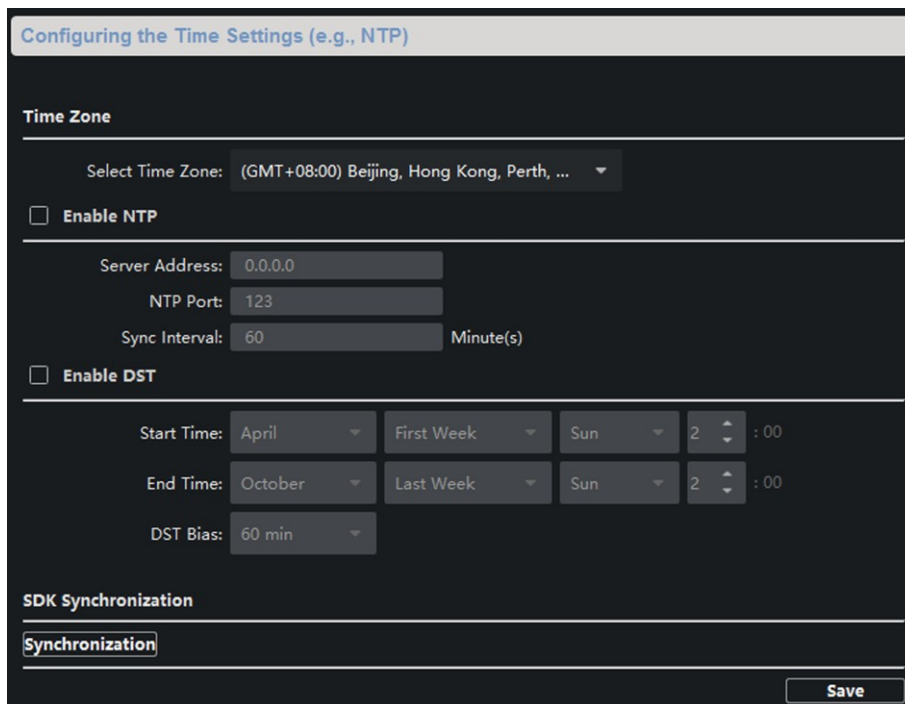 Configuring the Time Settings (e.g., NTP)
Time Zone
Select Time Zone: (GMT+08:00) Beijing, Hong Kong, Perth, ...
Enable NTP
Server Address: 0.0.0.0
NTP Port: 123
Sync Interval: 60 Minute(s)
Enable DST
Start Time: April First Week Sun 2 : 00
End Time: October Last Week Sun 2 : 00
DST Bias: 60 min
SDK Synchronization
Synchronization
Save